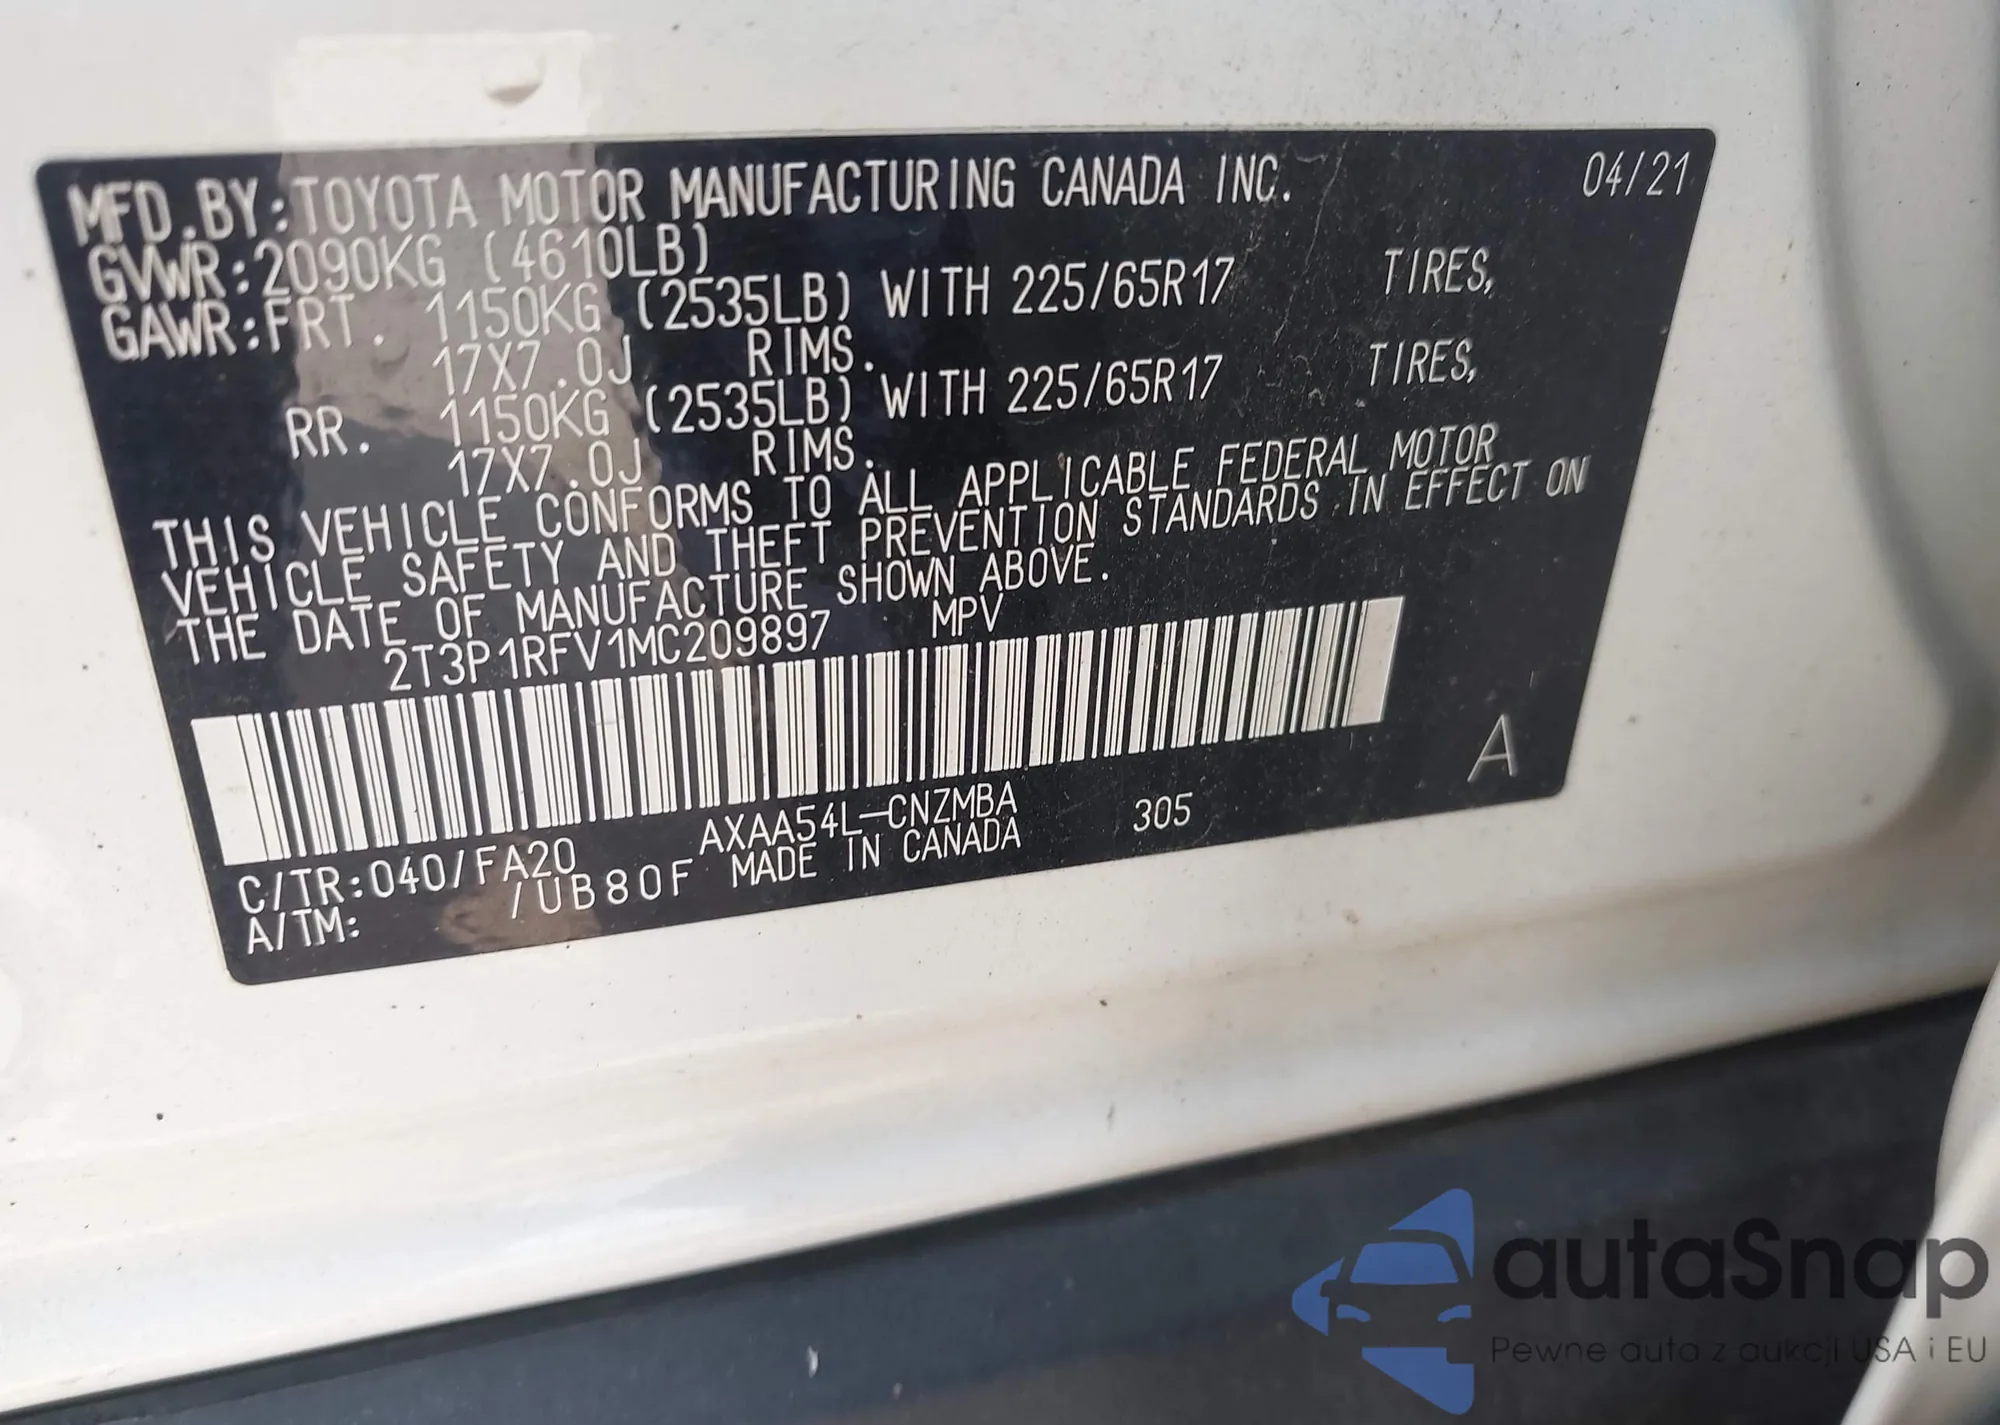 MFD.BY:TOYOTA MOTOR MANUFACTURING CANADA INC. 04/21
GVWR:2090KG (4610LB)
GAWR:FRT. 1150KG (2535LB) WITH 225/65R17 TIRES,
17X7.0J RIMS.
RR. 1150KG (2535LB) WITH 225/65R17 TIRES,
17X7.0J RIMS.
THIS VEHICLE CONFORMS TO ALL APPLICABLE FEDERAL MOTOR
VEHICLE SAFETY AND THEFT PREVENTION STANDARDS IN EFFECT ON
THE DATE OF MANUFACTURE SHOWN ABOVE.
2T3P1RFV1MC209897 MPV
C/TR:040/FA20 AXAA54L-CNZMBA 305 A
A/TM: /UB80F MADE IN CANADA
autaSnap
Pewne auta z aukcji USA i EU